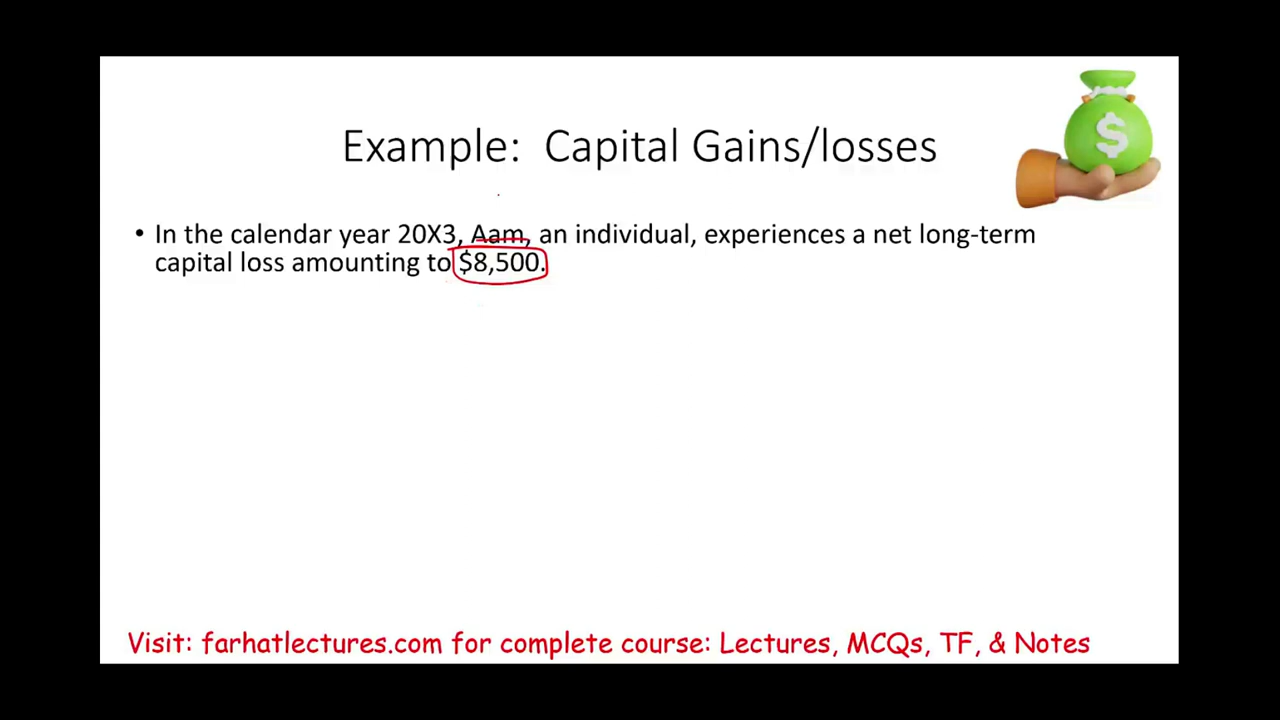 Example: Capital Gains/losses
• In the calendar year 20X3, Aam, an individual, experiences a net long-term
capital loss amounting to $8,500.
Visit: farhatlectures.com for complete course: Lectures, MCQs, TF, & Notes